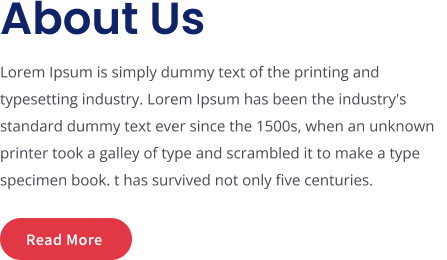 About Us
Lorem Ipsum is simply dummy text of the printing and
typesetting industry. Lorem Ipsum has been the industry's
standard dummy text ever since the 1500s, when an unknown
printer took a galley of type and scrambled it to make a type
specimen book. t has survived not only five centuries.
Read More